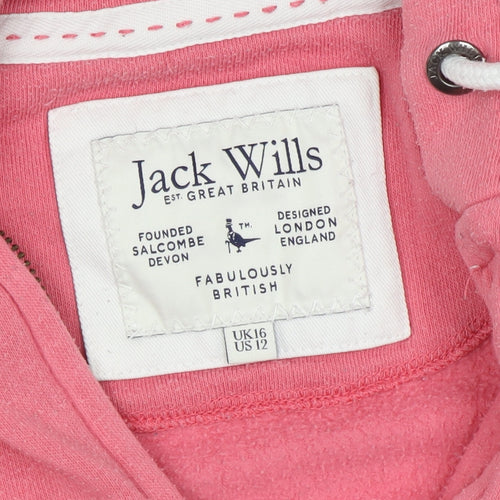 Jack Wills
EST. GREAT BRITAIN
FOUNDED
SALCOMBE
DEVON
TM.
DESIGNED
LONDON
ENGLAND
FABULOUSLY
BRITISH
UK16
US 12